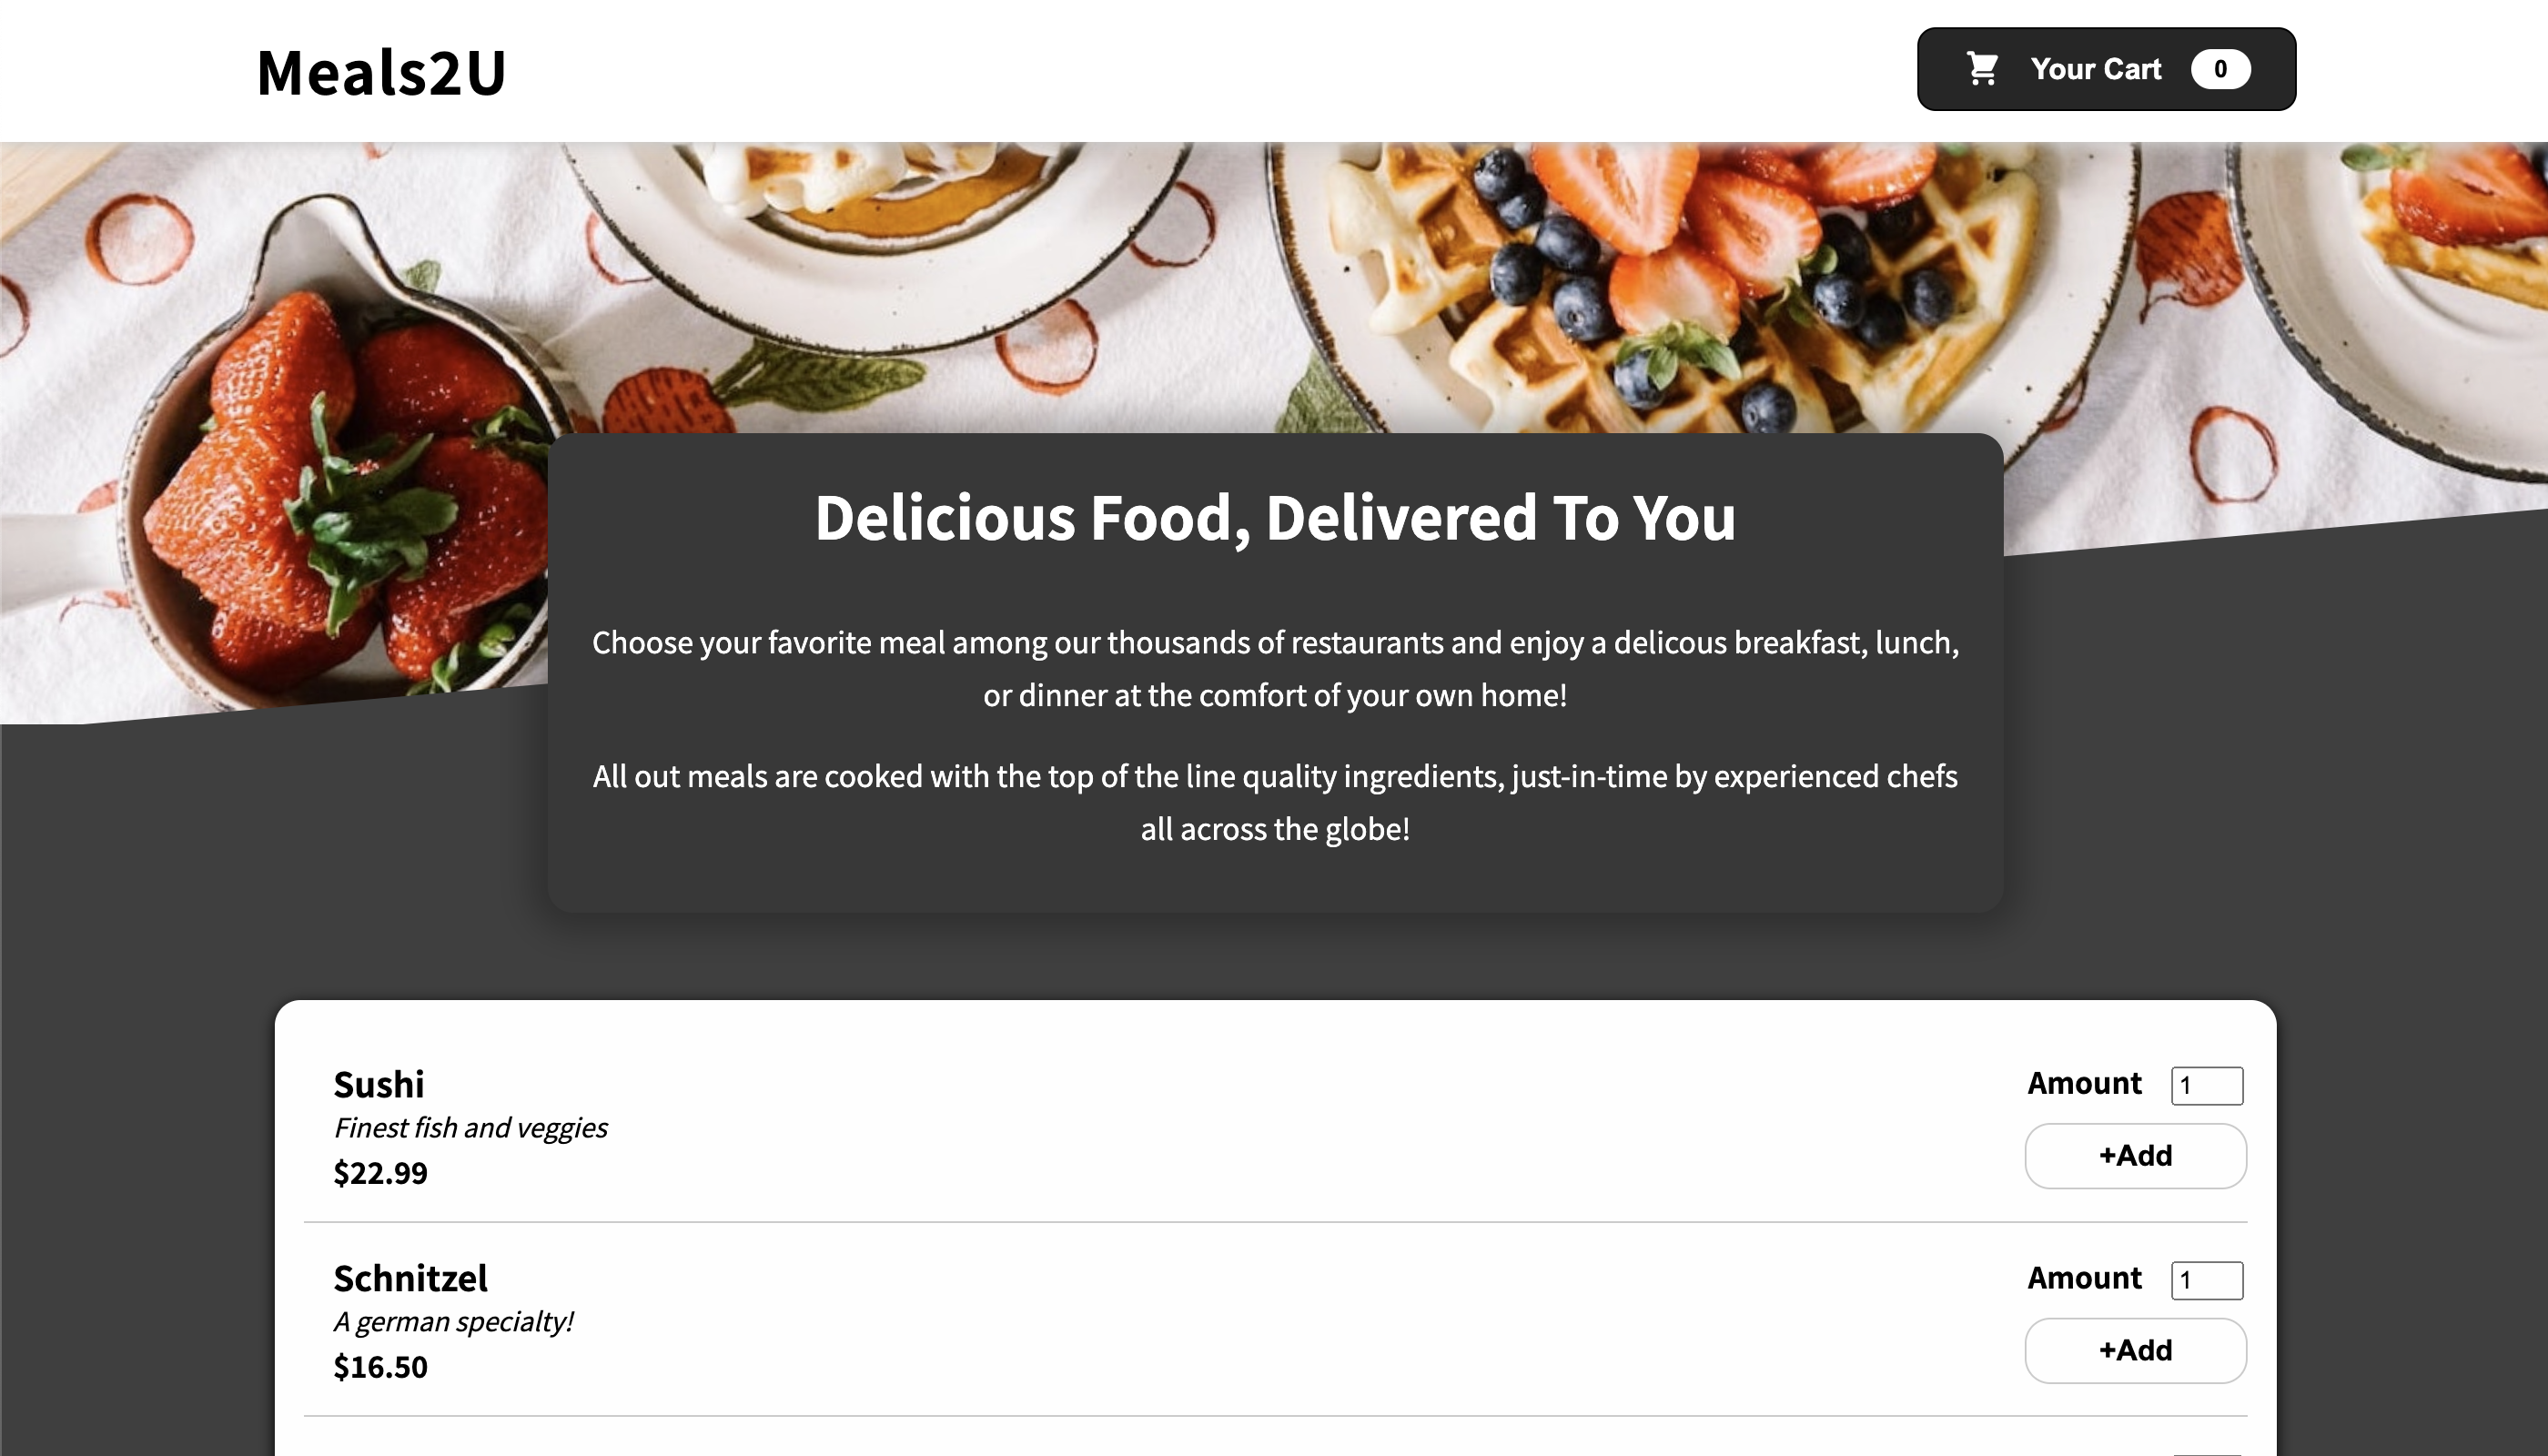 Meals2U
Your Cart 0
Delicious Food, Delivered To You
Choose your favorite meal among our thousands of restaurants and enjoy a delicous breakfast, lunch,
or dinner at the comfort of your own home!
All out meals are cooked with the top of the line quality ingredients, just-in-time by experienced chefs
all across the globe!
Sushi
Finest fish and veggies
$22.99
Amount 1
+Add
Schnitzel
A german specialty!
$16.50
Amount 1
+Add